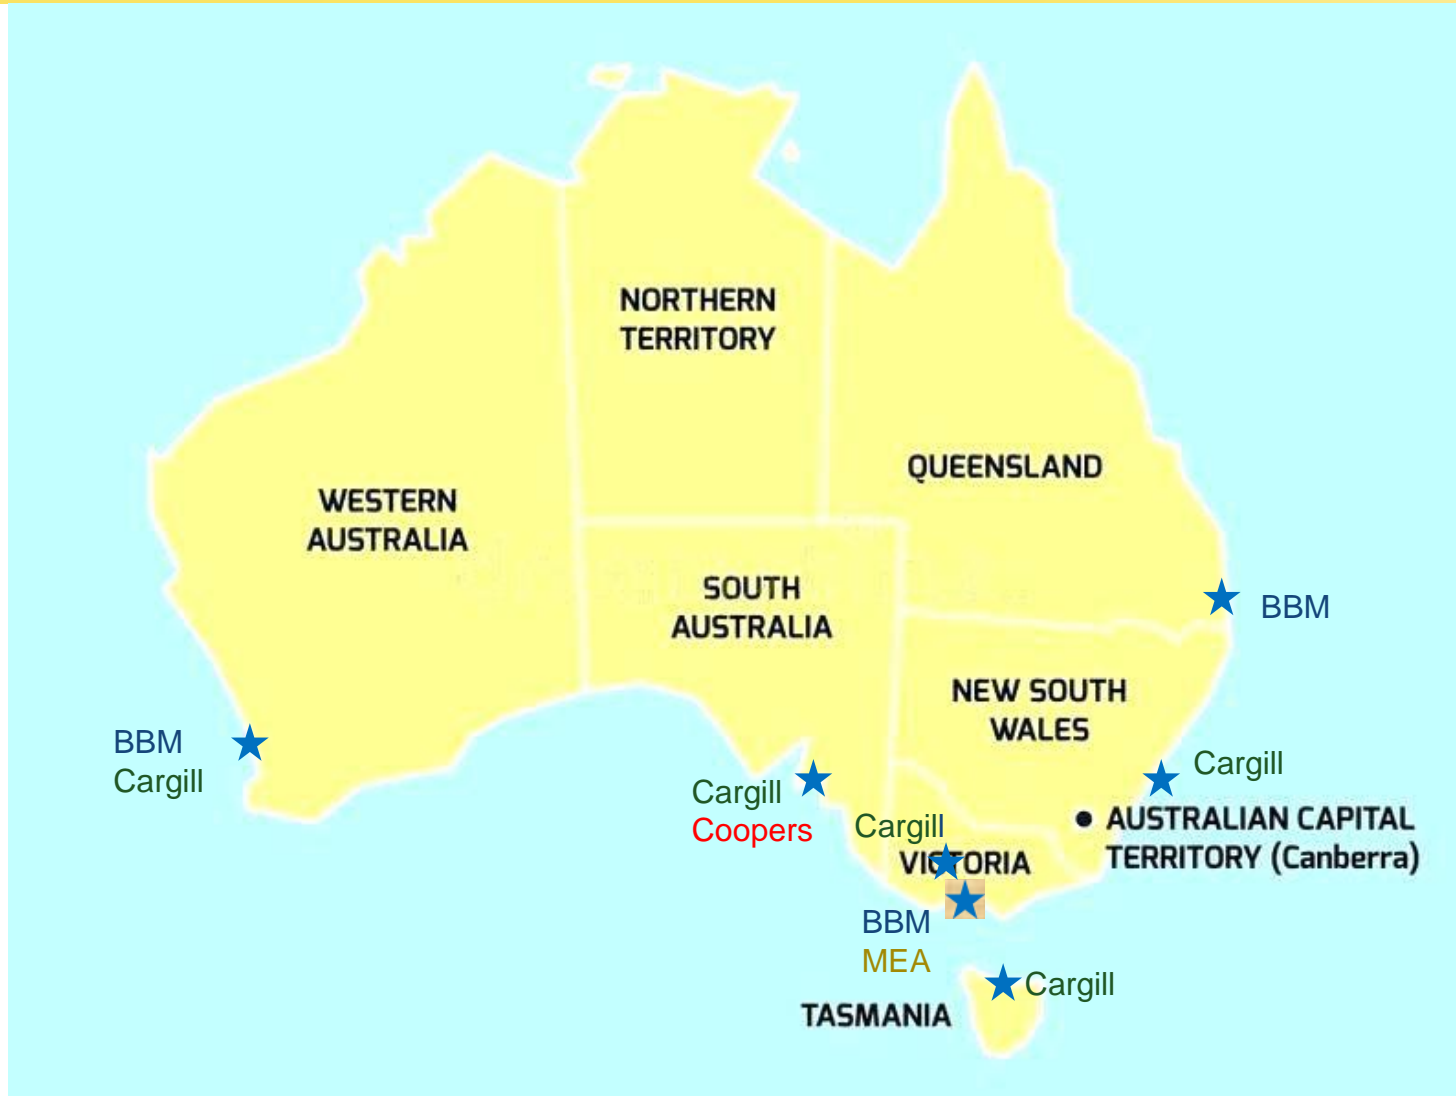 NORTHERN
TERRITORY
QUEENSLAND
WESTERN
AUSTRALIA
SOUTH
AUSTRALIA
BBM
NEW SOUTH
WALES
BBM
Cargill
Cargill
Coopers
Cargill
Cargill
AUSTRALIAN CAPITAL
TERRITORY (Canberra)
VICTORIA
BBM
MEA
Cargill
TASMANIA